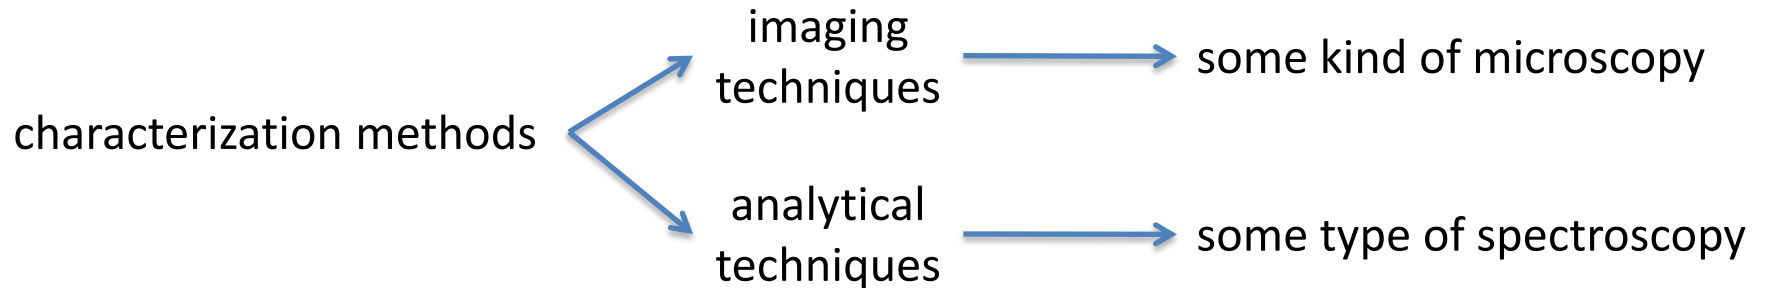 characterization methods
imaging
techniques
some kind of microscopy
analytical
techniques
some type of spectroscopy